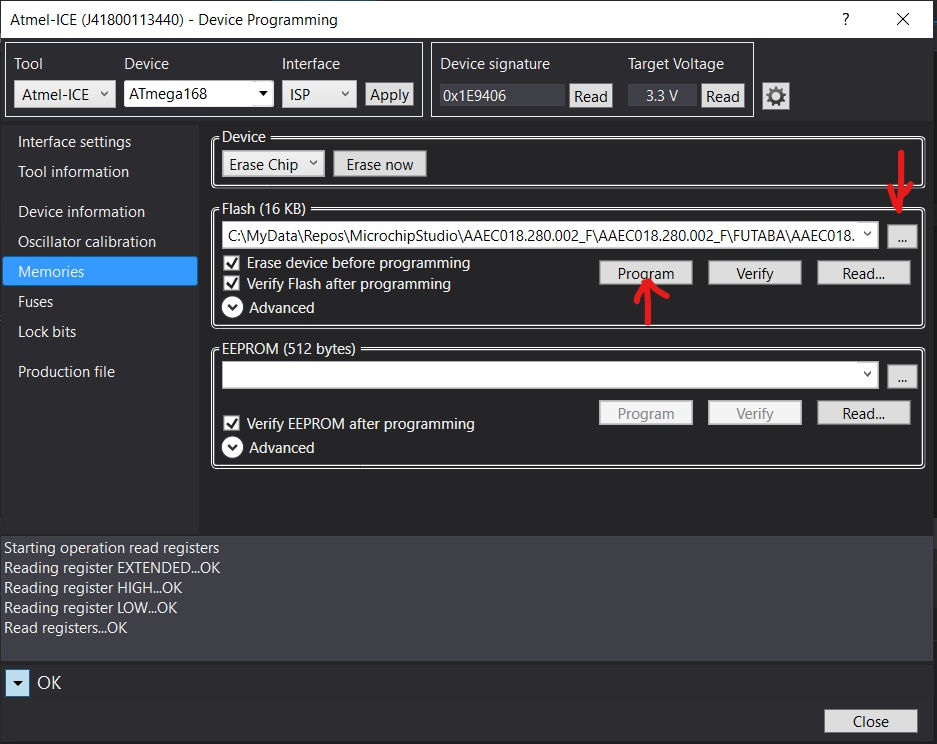 Atmel-ICE (J41800113440) - Device Programming
?
Tool Device Interface
Atmel-ICE ATmega168 ISP Apply
Device signature Target Voltage
0x1E9406 Read 3.3 V Read
Interface settings
Tool information
Device information
Oscillator calibration
Memories
Fuses
Lock bits
Production file
Device
Erase Chip Erase now
Flash (16 KB)
C:\MyData\Repos\MicrochipStudio\AAEC018.280.002_F\AAEC018.280.002_F\FUTABA\AAEC018. ...
Erase device before programming
Verify Flash after programming
Program Verify Read...
Advanced
EEPROM (512 bytes)
...
Program Verify Read...
Verify EEPROM after programming
Advanced
Starting operation read registers
Reading register EXTENDED...OK
Reading register HIGH...OK
Reading register LOW...OK
Read registers...OK
OK
Close